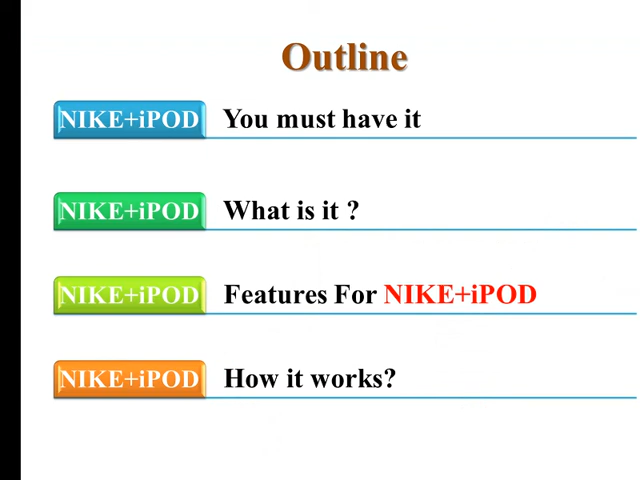 Outline
NIKE+iPOD You must have it
NIKE+iPOD What is it ?
NIKE+iPOD Features For NIKE+iPOD
NIKE+iPOD How it works?